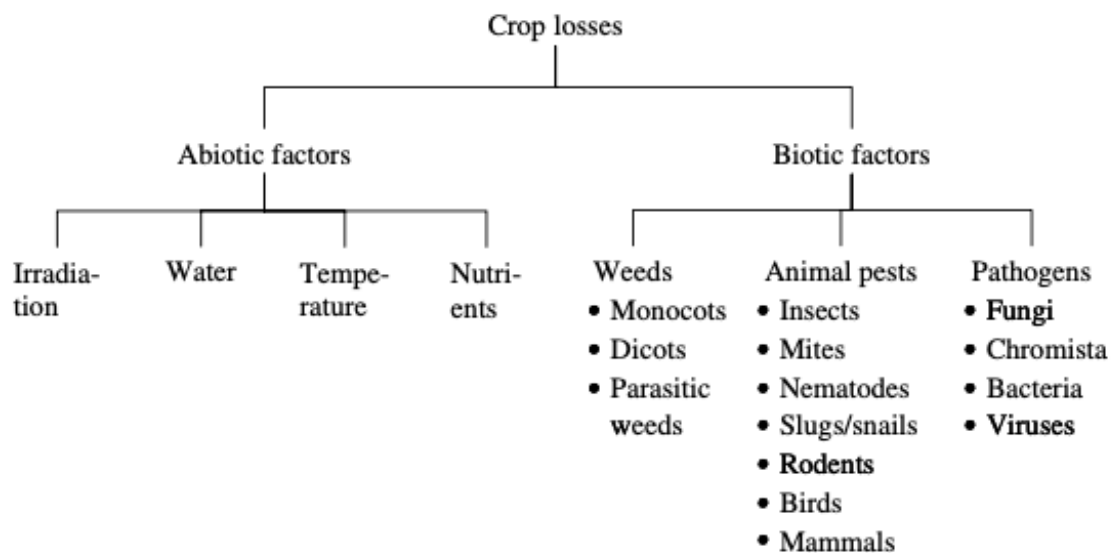 Crop losses
Abiotic factors
Biotic factors
Irradia-
tion
Water
Tempe-
rature
Nutri-
ents
Weeds
• Monocots
• Dicots
• Parasitic
weeds
Animal pests
• Insects
• Mites
• Nematodes
• Slugs/snails
• Rodents
• Birds
• Mammals
Pathogens
• Fungi
• Chromista
• Bacteria
• Viruses